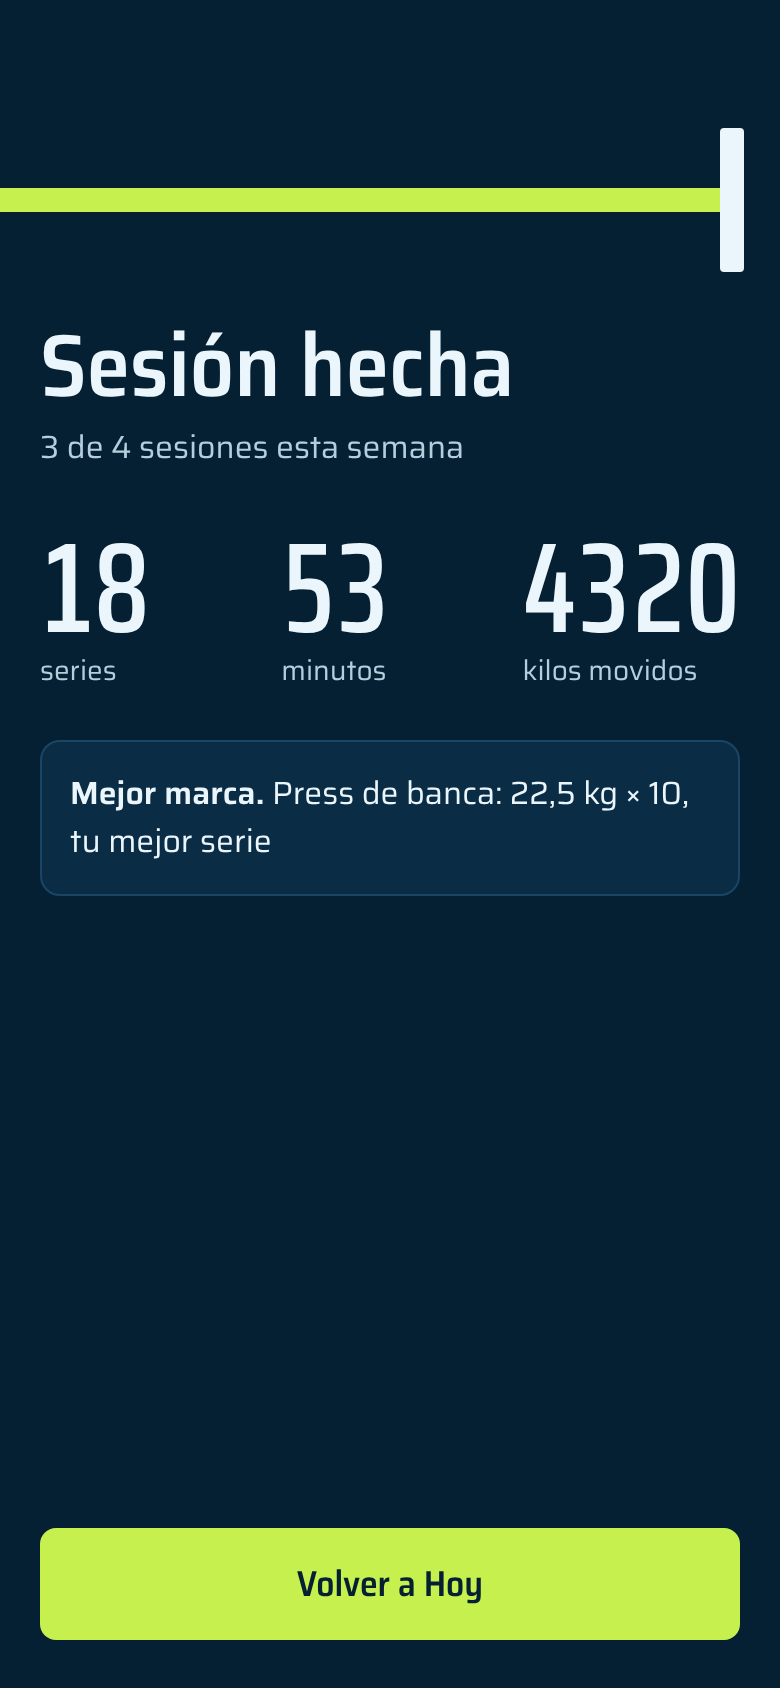 Sesión hecha
3 de 4 sesiones esta semana
18 53 4320
series minutos kilos movidos
Mejor marca. Press de banca: 22,5 kg × 10,
tu mejor serie
Volver a Hoy